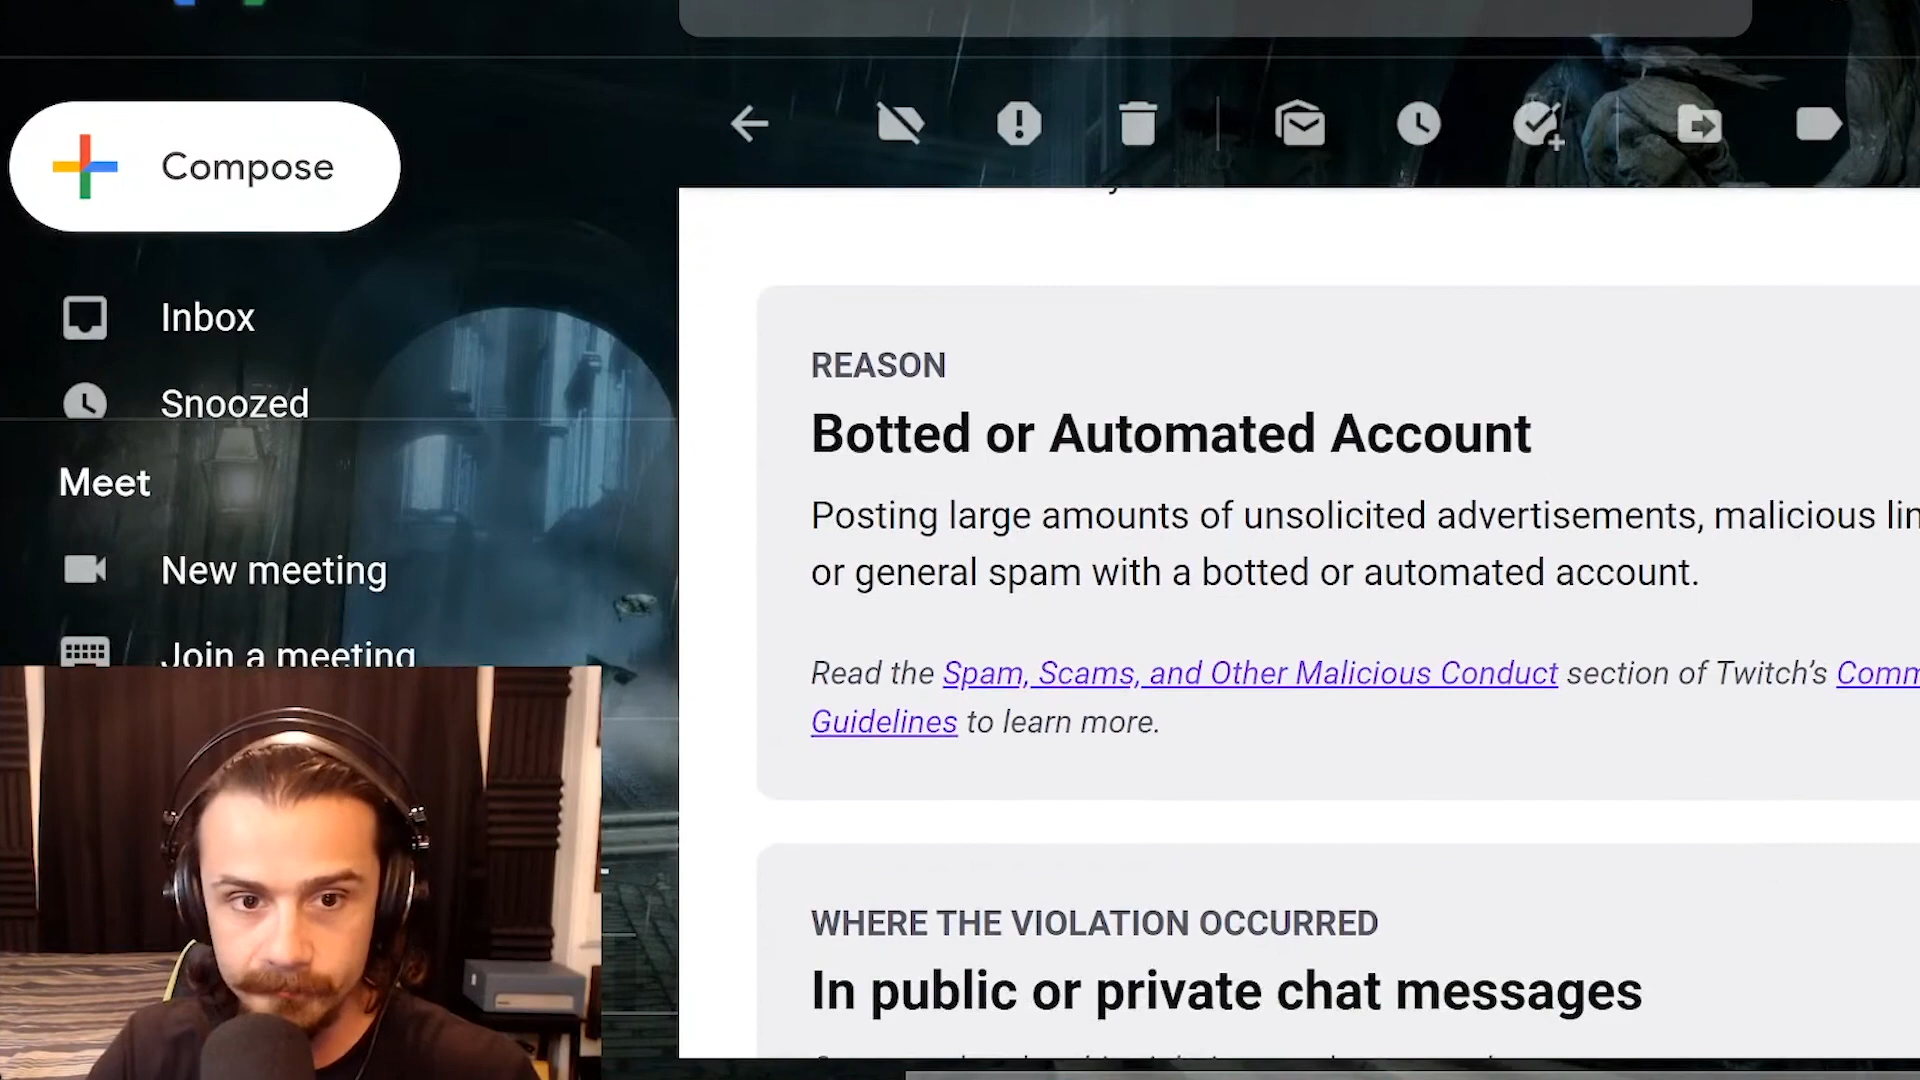 Compose
Inbox
Snoozed
Meet
New meeting
Join a meeting
REASON
Botted or Automated Account
Posting large amounts of unsolicited advertisements, malicious
or general spam with a botted or automated account.
Read the Spam, Scams, and Other Malicious Conduct section of Twitch's
Guidelines to learn more.
WHERE THE VIOLATION OCCURRED
In public or private chat messages